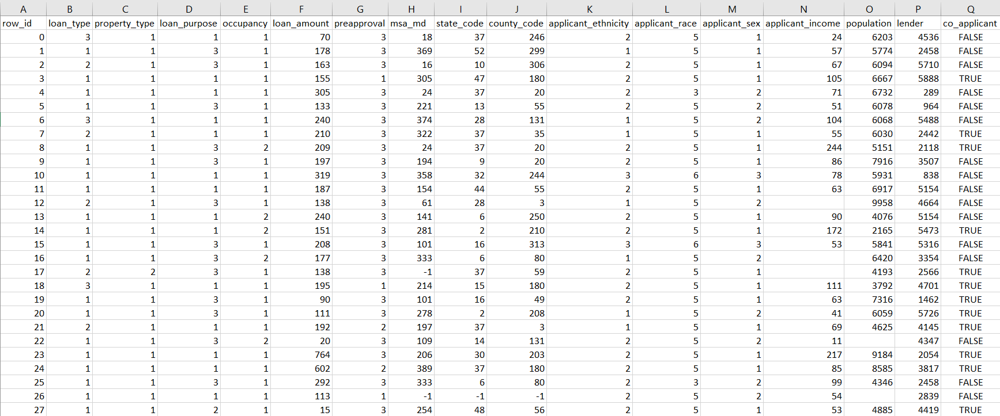 A B C D E F G H I J K L M N O P Q
row_id loan_type property_type loan_purpose occupancy loan_amount preapproval msa_md state_code county_code applicant_ethnicity applicant_race applicant_sex applicant_income population lender co_applicant
0 3 1 1 1 70 3 18 37 246 2 5 1 24 6203 4536 FALSE
1 1 1 3 1 178 3 369 52 299 1 5 1 57 5774 2458 FALSE
2 2 1 3 1 163 3 16 10 306 2 5 1 67 6094 5710 FALSE
3 1 1 1 1 155 1 305 47 180 2 5 1 105 6667 5888 TRUE
4 1 1 1 1 305 3 24 37 20 2 3 2 71 6732 289 FALSE
5 1 1 3 1 133 3 221 13 55 2 5 2 51 6078 964 FALSE
6 3 1 1 1 240 3 374 28 131 1 5 2 104 6068 5488 FALSE
7 2 1 1 1 210 3 322 37 35 1 5 1 55 6030 2442 TRUE
8 1 1 3 2 209 3 24 37 20 2 5 1 244 5151 2118 TRUE
9 1 1 3 1 197 3 194 9 20 2 5 1 86 7916 3507 FALSE
10 1 1 1 1 319 3 358 32 244 3 6 3 78 5931 838 FALSE
11 1 1 1 1 187 3 154 44 55 2 5 1 63 6917 5154 FALSE
12 2 1 3 1 138 3 61 28 3 1 5 2 9958 4664 FALSE
13 1 1 1 2 240 3 141 6 250 2 5 1 90 4076 5154 FALSE
14 1 1 1 2 151 3 281 2 210 2 5 1 172 2165 5473 TRUE
15 1 1 3 1 208 3 101 16 313 3 6 3 53 5841 5316 FALSE
16 1 1 3 2 177 3 333 6 80 1 5 2 6420 3354 FALSE
17 2 2 3 1 138 3 -1 37 59 2 5 1 4193 2566 TRUE
18 3 1 1 1 195 1 214 15 180 2 5 1 111 3792 4701 TRUE
19 1 1 3 1 90 3 101 16 49 2 5 1 63 7316 1462 TRUE
20 1 1 3 1 111 3 278 2 208 1 5 2 41 6059 5726 TRUE
21 2 1 1 1 192 2 197 37 3 1 5 1 69 4625 4145 TRUE
22 1 1 3 2 20 3 109 14 131 2 5 2 11 4347 FALSE
23 1 1 1 1 764 3 206 30 203 2 5 1 217 9184 2054 TRUE
24 1 1 1 1 602 2 389 37 180 2 5 1 85 8585 3817 TRUE
25 1 1 3 1 292 3 333 6 80 2 3 2 99 4346 2458 FALSE
26 1 1 1 1 113 1 -1 -1 -1 2 5 2 54 2839 FALSE
27 1 1 2 1 15 3 254 48 56 2 5 1 53 4885 4419 TRUE